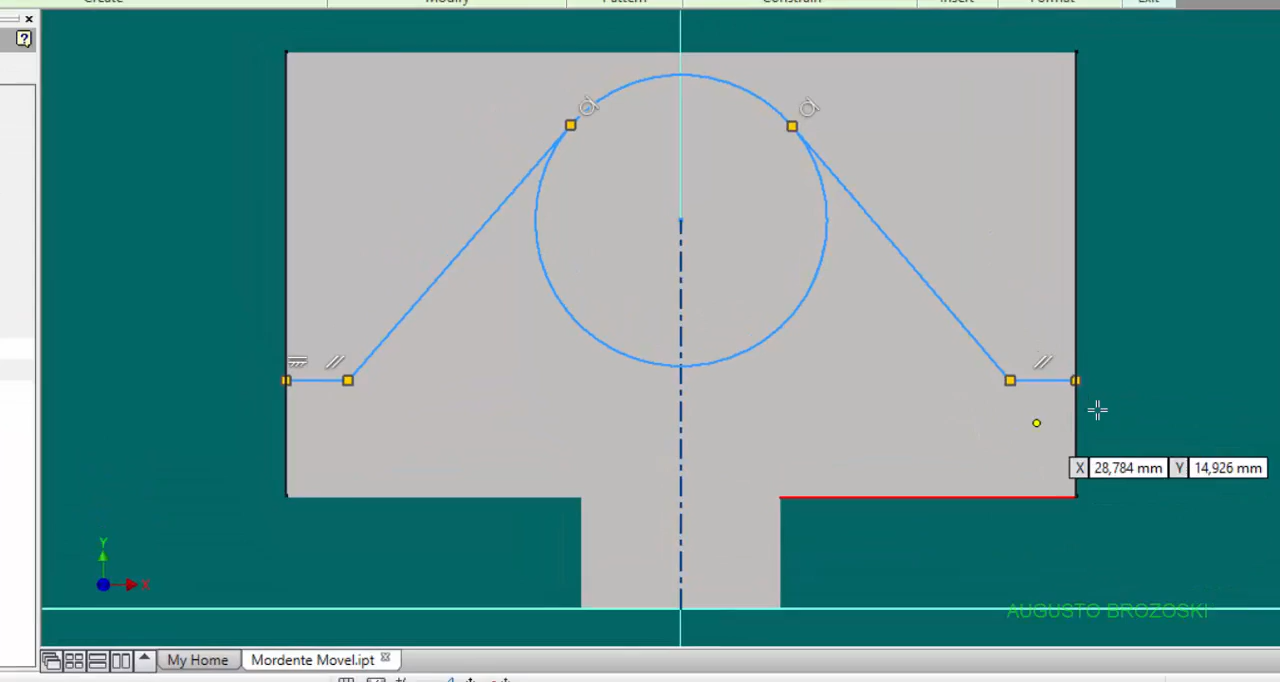 Create Modify Pattern Constrain Insert Format Exit
X 28,784 mm Y 14,926 mm
Y
X
AUGUSTO BROZOSKI
My Home Mordente Movel.ipt